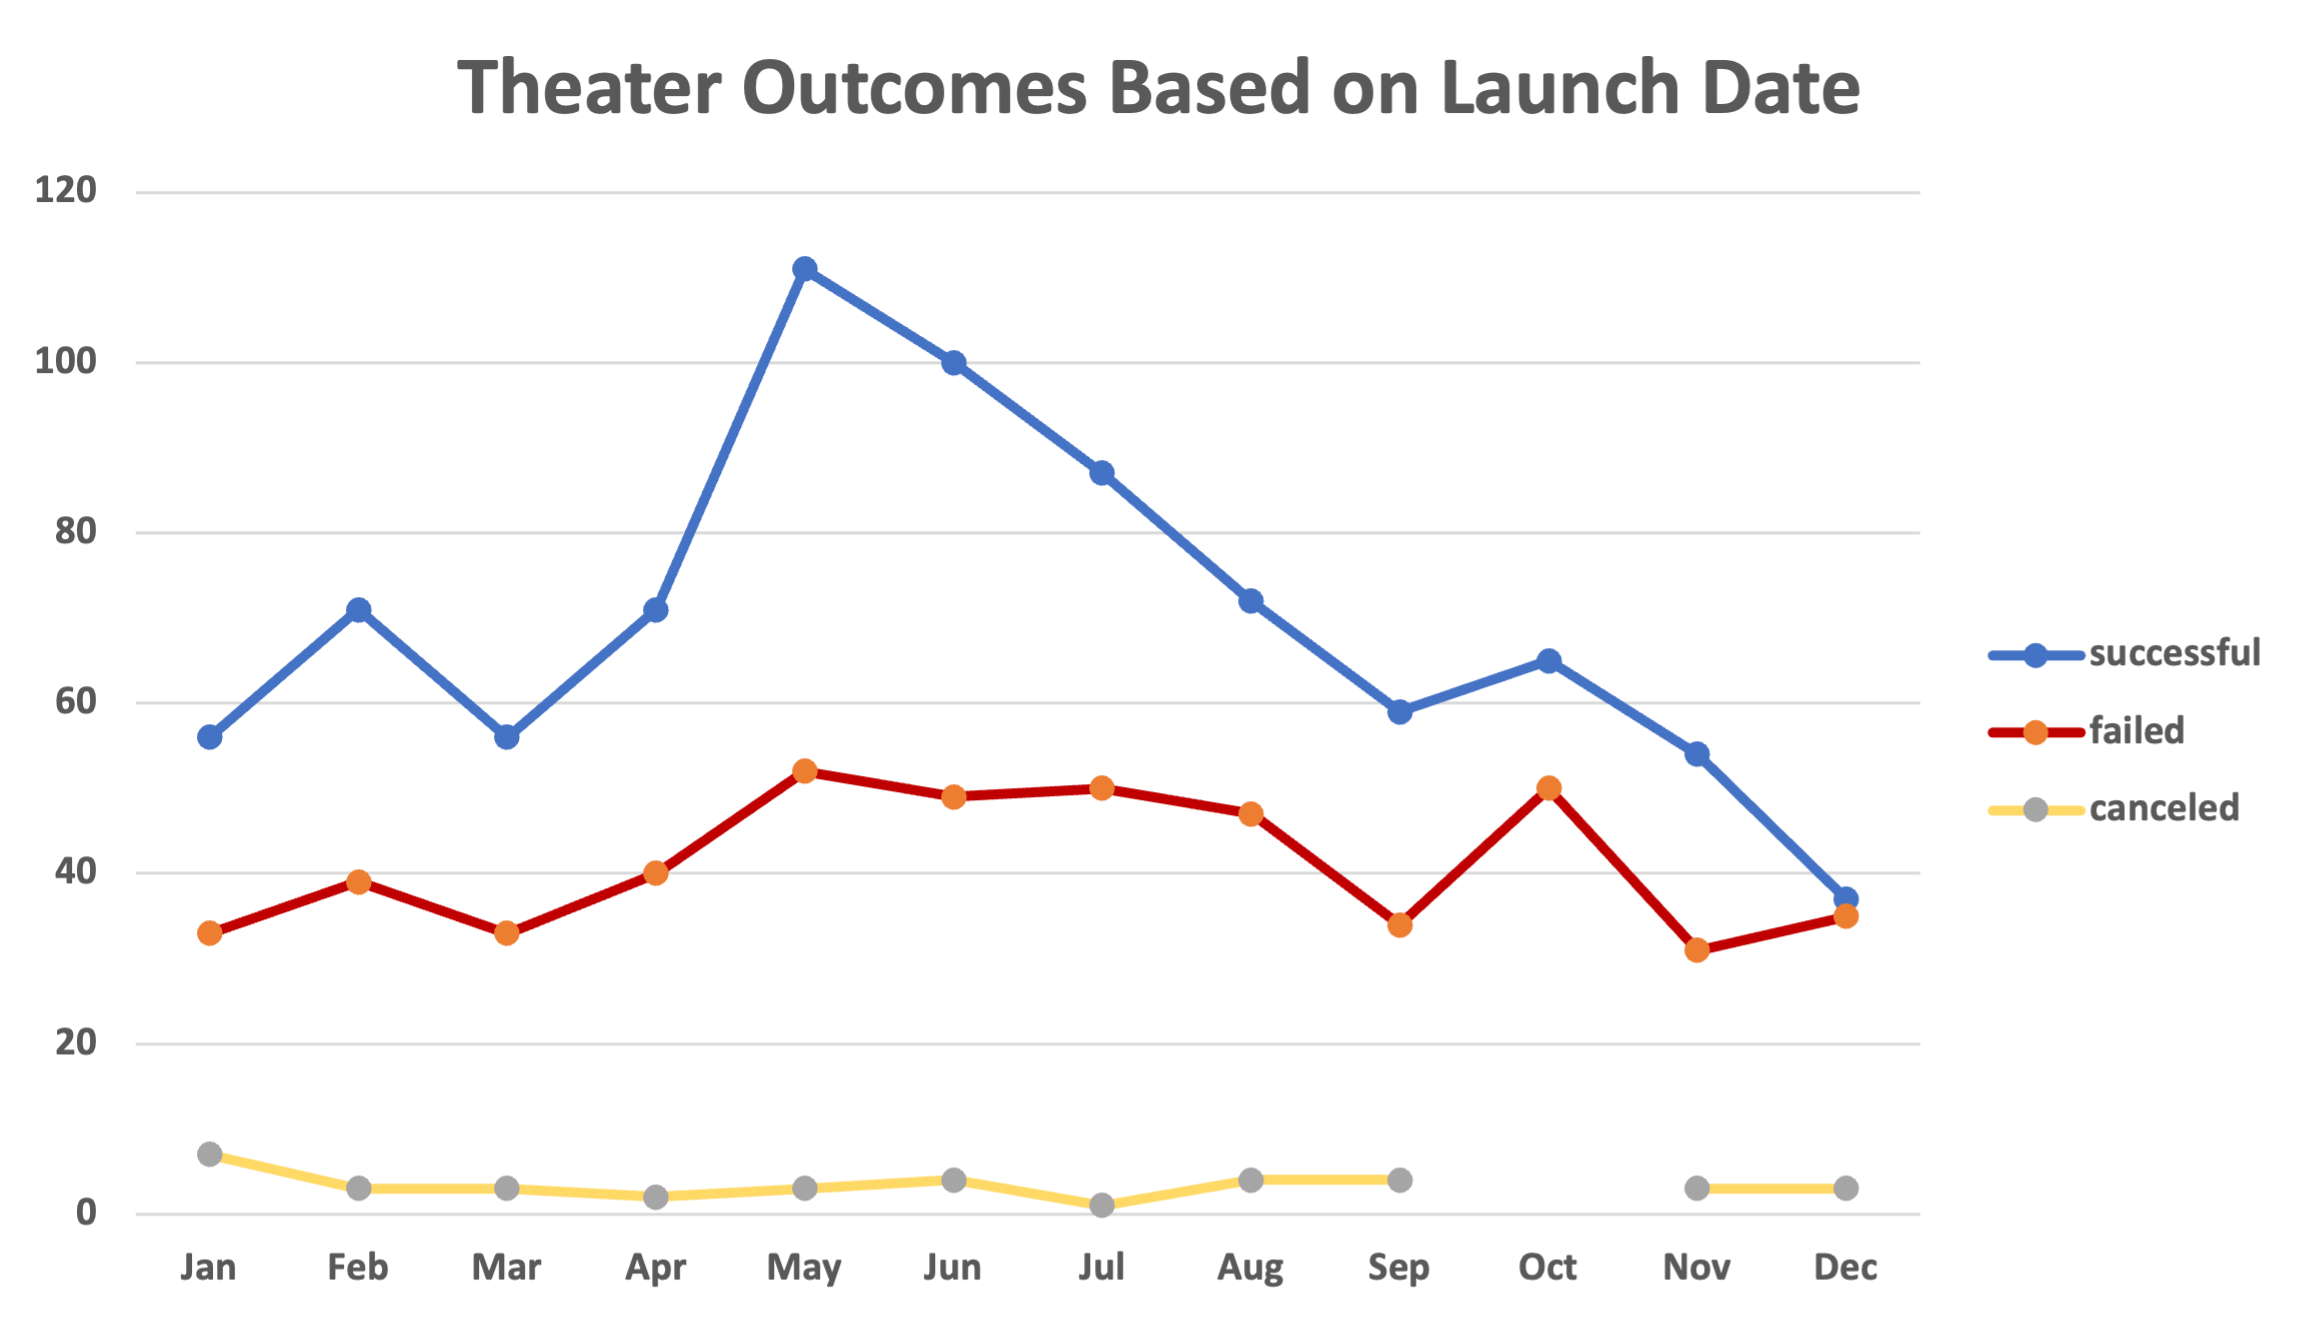 Theater Outcomes Based on Launch Date
120
100
80
60
40
20
0
Jan Feb Mar Apr May Jun Jul Aug Sep Oct Nov Dec
successful
failed
canceled